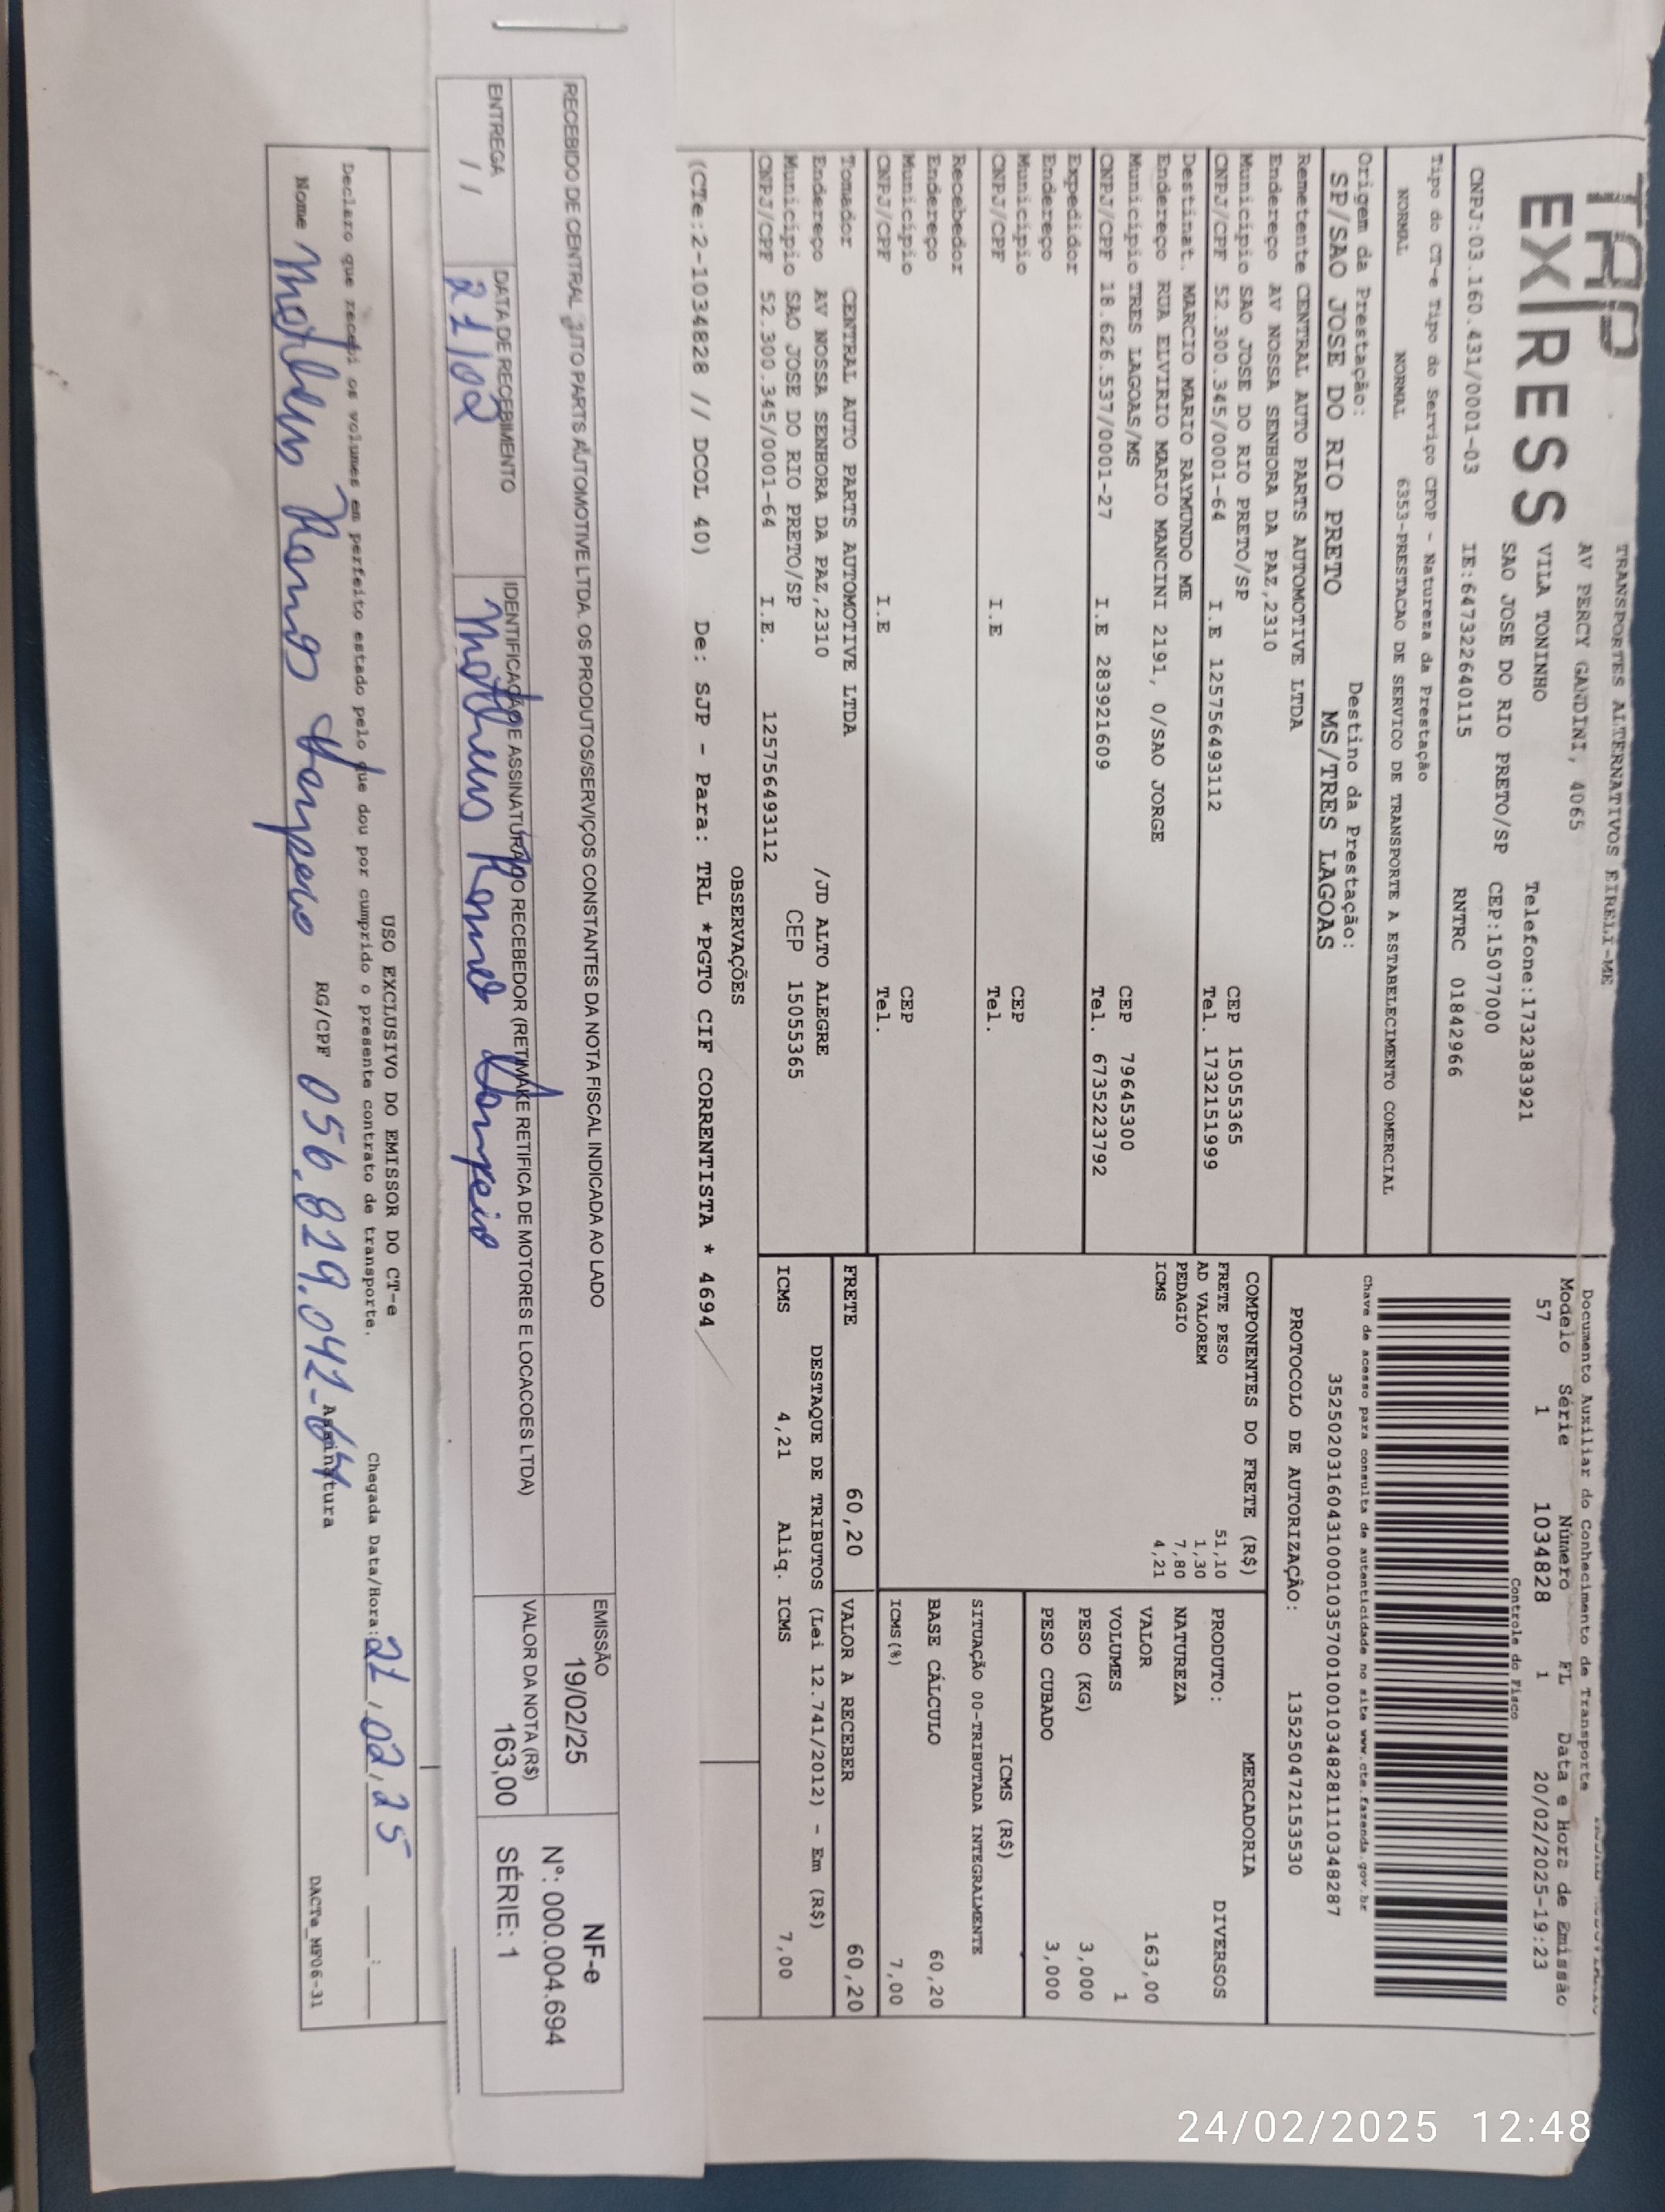 TRP
EX|RESS
TRANSPORTES ALTERNATIVOS EIRELI-ME
AV PERCY GANDINI, 4065
VILA TONINHO Telefone:1732383921
SAO JOSE DO RIO PRETO/SP CEP:15077000
CNPJ:03.160.431/0001-03 IE:647322640115 RNTRC 01842966
Documento Auxiliar do Conhecimento de Transporte
Modelo Série Número FL Data e Hora de Emissão
57 1 1034828 1 20/02/2025-19:23
Controle do Fisco
Tipo do CT-e Tipo do Serviço CFOP - Natureza da Prestação
NORMAL NORMAL 6353-PRESTACAO DE SERVICO DE TRANSPORTE A ESTABELECIMENTO COMERCIAL
Chave de acesso para consulta de autenticidade no site www.cte.fazenda.gov.br
35250203160431000103570010010348281110348287
Origem da Prestação: Destino da Prestação:
SP/SAO JOSE DO RIO PRETO MS/TRES LAGOAS
PROTOCOLO DE AUTORIZAÇÃO: 135250472153530
Remetente CENTRAL AUTO PARTS AUTOMOTIVE LTDA
Endereço AV NOSSA SENHORA DA PAZ,2310
Município SAO JOSE DO RIO PRETO/SP CEP 15055365
CNPJ/CPF 52.300.345/0001-64 I.E 125756493112 Tel. 1732151999
Destinat. MARCIO MARIO RAYMUNDO ME
Endereço RUA ELVIRIO MARIO MANCINI 2191, 0/SAO JORGE
Município TRES LAGOAS/MS CEP 79645300
CNPJ/CPF 18.626.537/0001-27 I.E 283921609 Tel. 6735223792
Expedidor
Endereço
Município CEP
CNPJ/CPF I.E Tel.
Recebedor
Endereço
Município CEP
CNPJ/CPF I.E Tel.
Tomador CENTRAL AUTO PARTS AUTOMOTIVE LTDA
Endereço AV NOSSA SENHORA DA PAZ,2310 /JD ALTO ALEGRE
Município SAO JOSE DO RIO PRETO/SP CEP 15055365
CNPJ/CPF 52.300.345/0001-64 I.E. 125756493112
COMPONENTES DO FRETE (R$)
FRETE PESO 51,10
AD VALOREM 1,30
PEDAGIO 7,80
ICMS 4,21
MERCADORIA
PRODUTO: DIVERSOS
NATUREZA
VALOR 163,00
VOLUMES 1
PESO (KG) 3,000
PESO CUBADO 3,000
ICMS (R$)
SITUAÇÃO 00-TRIBUTADA INTEGRALMENTE
BASE CÁLCULO 60,20
ICMS(%) 7,00
FRETE 60,20 VALOR A RECEBER 60,20
DESTAQUE DE TRIBUTOS (Lei 12.741/2012) - Em (R$)
ICMS 4,21 Aliq. ICMS 7,00
OBSERVAÇÕES
(CTe:2-1034828 // DCOL 40) De: SJP - Para: TRL *PGTO CIF CORRENTISTA * 4694
RECEBIDO DE CENTRAL AUTO PARTS AUTOMOTIVE LTDA. OS PRODUTOS/SERVIÇOS CONSTANTES DA NOTA FISCAL INDICADA AO LADO
EMISSÃO
19/02/25
NF-e
Nº: 000.004.694
SÉRIE: 1
ENTREGA DATA DE RECEBIMENTO IDENTIFICAÇÃO E ASSINATURA DO RECEBEDOR (RETIMAKE RETIFICA DE MOTORES E LOCACOES LTDA) VALOR DA NOTA (R$)
/ / 21/02 Matheus Ramos 163,00
USO EXCLUSIVO DO EMISSOR DO CT-e
Declaro que recebi os volumes em perfeito estado pelo que dou por cumprido o presente contrato de transporte. Chegada Data/Hora: 21/02/25 __:__
Nome Matheus Ramos RG/CPF 056.829.041-64 Assinatura
DACTe_MF06-31
24/02/2025 12:48